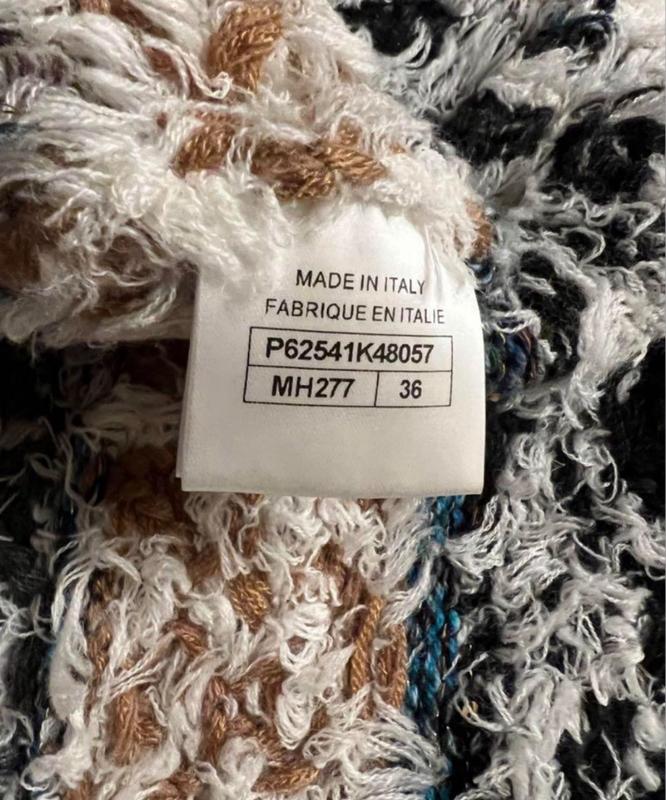 MADE IN ITALY
FABRIQUE EN ITALIE
P62541K48057
MH277 36